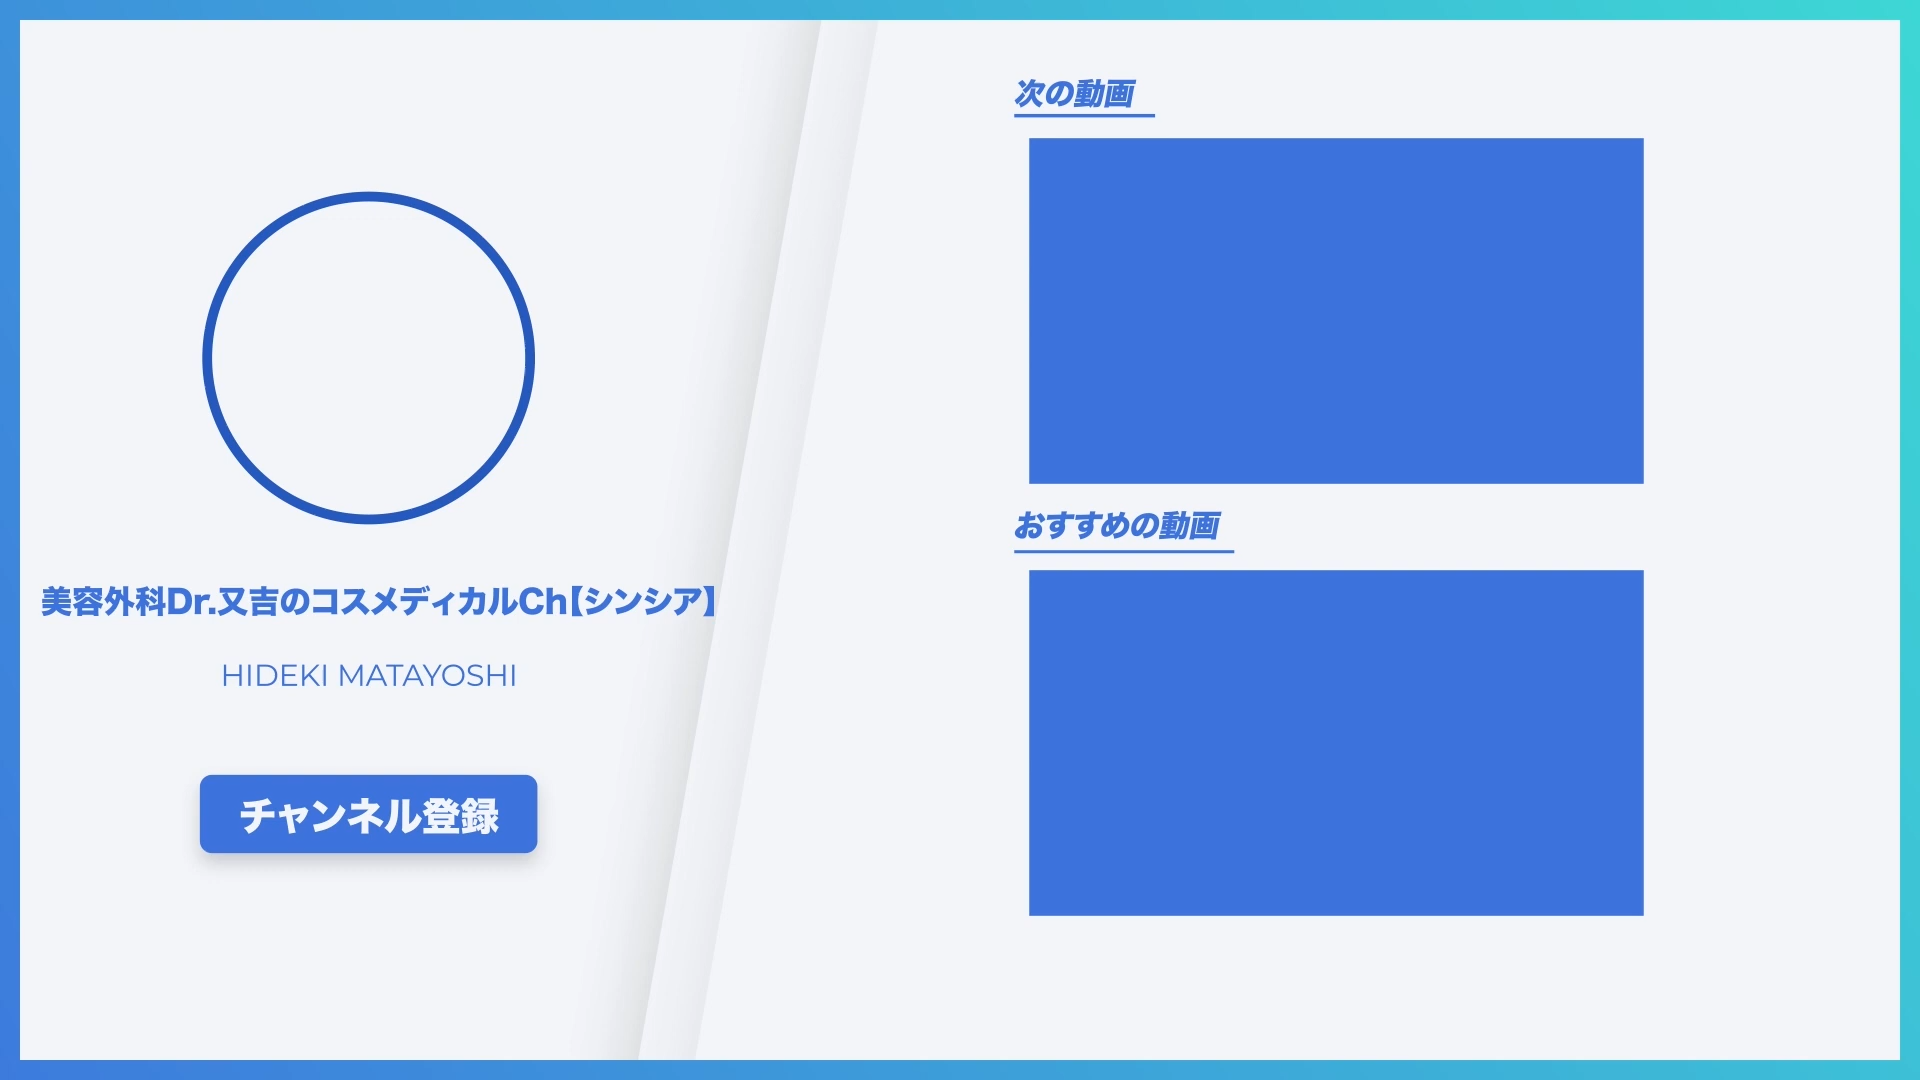 美容外科Dr.又吉のコスメディカルCh【シンシア】
HIDEKI MATAYOSHI
チャンネル登録
次の動画
おすすめの動画